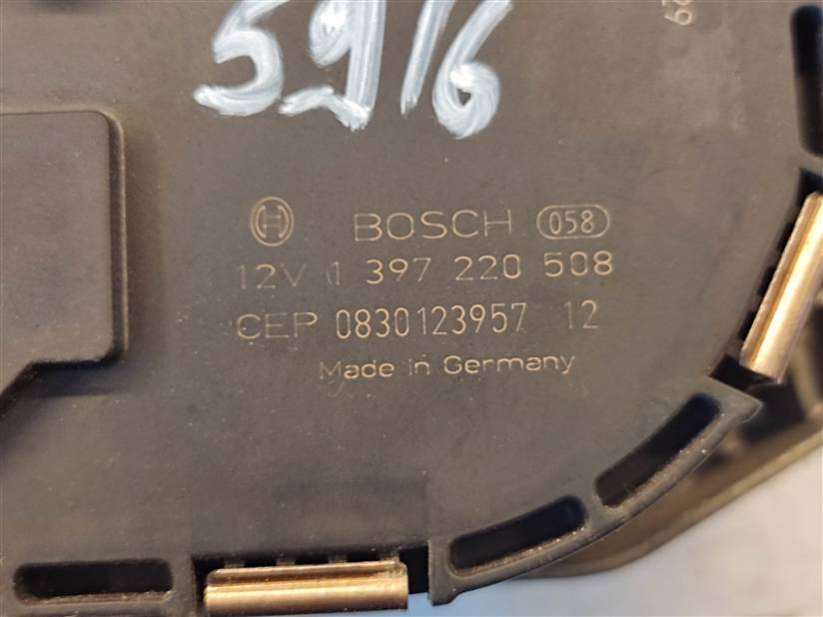 5916
BOSCH 058
12V 1 397 220 508
CEP 0830123957 12
Made in Germany